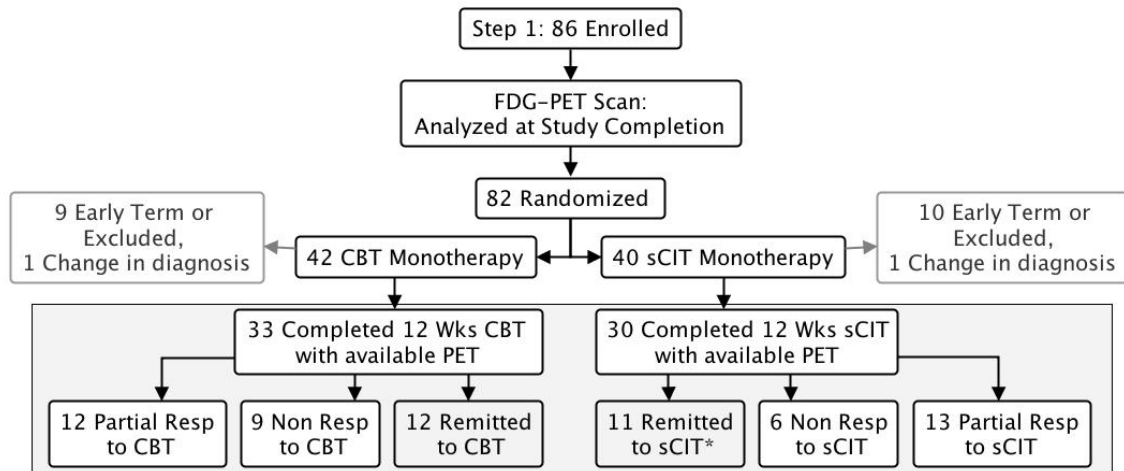 Step 1: 86 Enrolled
FDG-PET Scan:
Analyzed at Study Completion
82 Randomized
9 Early Term or
Excluded,
1 Change in diagnosis
42 CBT Monotherapy
40 sCIT Monotherapy
10 Early Term or
Excluded,
1 Change in diagnosis
33 Completed 12 Wks CBT
with available PET
30 Completed 12 Wks sCIT
with available PET
12 Partial Resp
to CBT
9 Non Resp
to CBT
12 Remitted
to CBT
11 Remitted
to sCIT*
6 Non Resp
to sCIT
13 Partial Resp
to sCIT